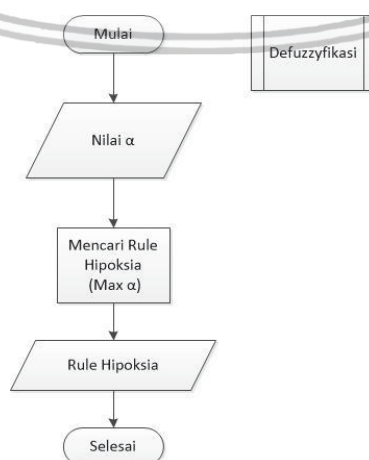 Mulai
Defuzzyfikasi
Nilai α
Mencari Rule
Hipoksia
(Max α)
Rule Hipoksia
Selesai